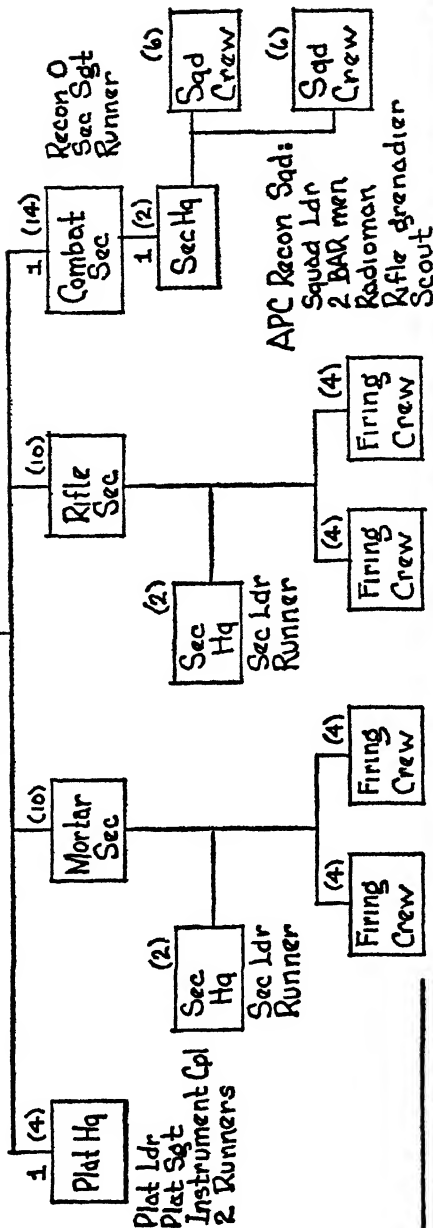 1 (4)
Plat Hq
Plat Ldr
Plat Sgt
Instrument Cpl
2 Runners
(10)
Mortar
Sec
(2)
Sec
Hq
Sec Ldr
Runner
(4)
Firing
Crew
(4)
Firing
Crew
(10)
Rifle
Sec
(2)
Sec
Hq
Sec Ldr
Runner
(4)
Firing
Crew
(4)
Firing
Crew
1 (14)
Combat
Sec
Recon O
Sec Sgt
Runner
1 (2)
Sec Hq
(6)
Sqd
Crew
(6)
Sqd
Crew
APC Recon Sqd:
Squad Ldr
2 BAR men
Radioman
Rifle grenadier
Scout